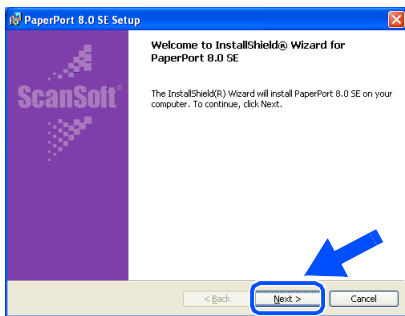 PaperPort 8.0 SE Setup
Welcome to InstallShield® Wizard for
PaperPort 8.0 SE
ScanSoft®
The InstallShield(R) Wizard will install PaperPort 8.0 SE on your
computer. To continue, click Next.
< Back Next > Cancel